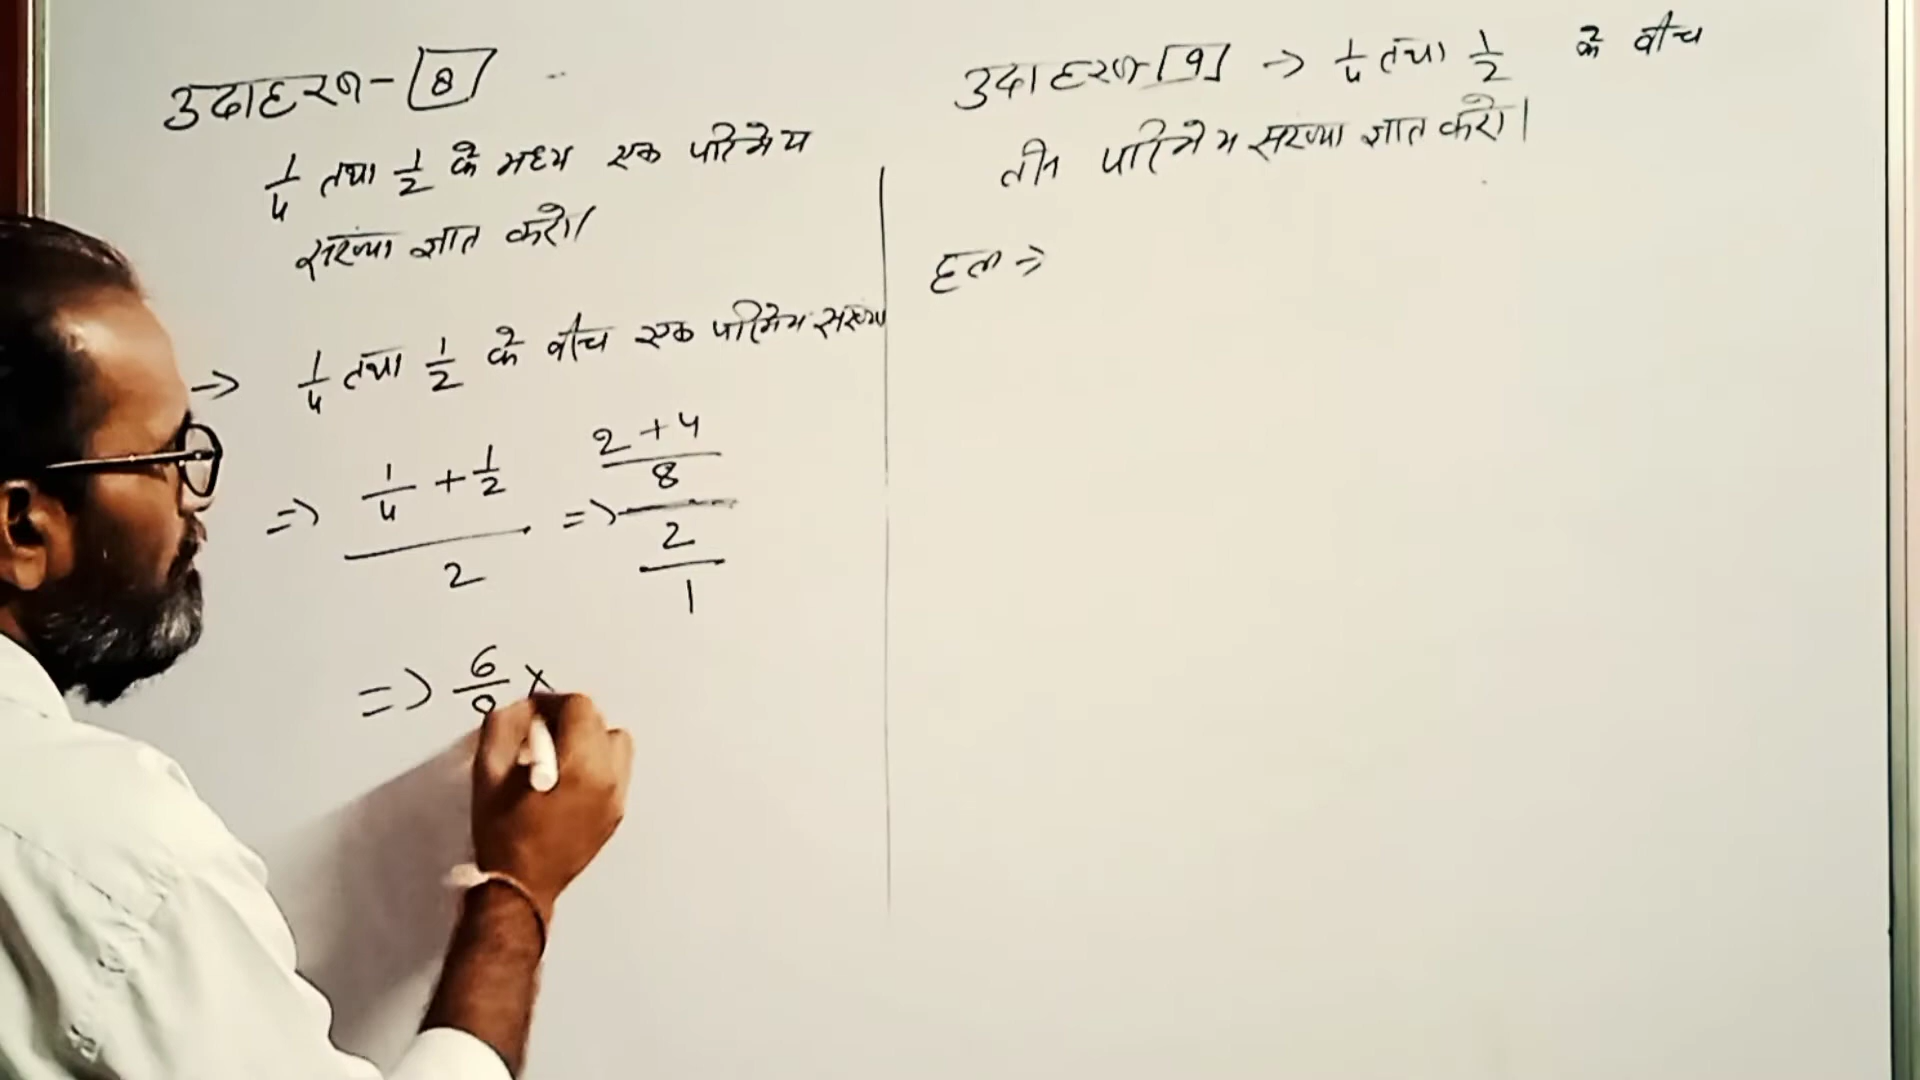 उदाहरण-[8]
1/4 तथा 1/2 के मध्य एक परिमेय
संख्या ज्ञात करो।
→ 1/4 तथा 1/2 के बीच एक परिमेय संख्या
⇒ (1/4 + 1/2)/2 ⇒ ((2+4)/8)/(2/1)
⇒ 6/8 ×
उदाहरण-[9] → 1/4 तथा 1/2 के बीच
तीन परिमेय संख्या ज्ञात करो।
हल ⇒